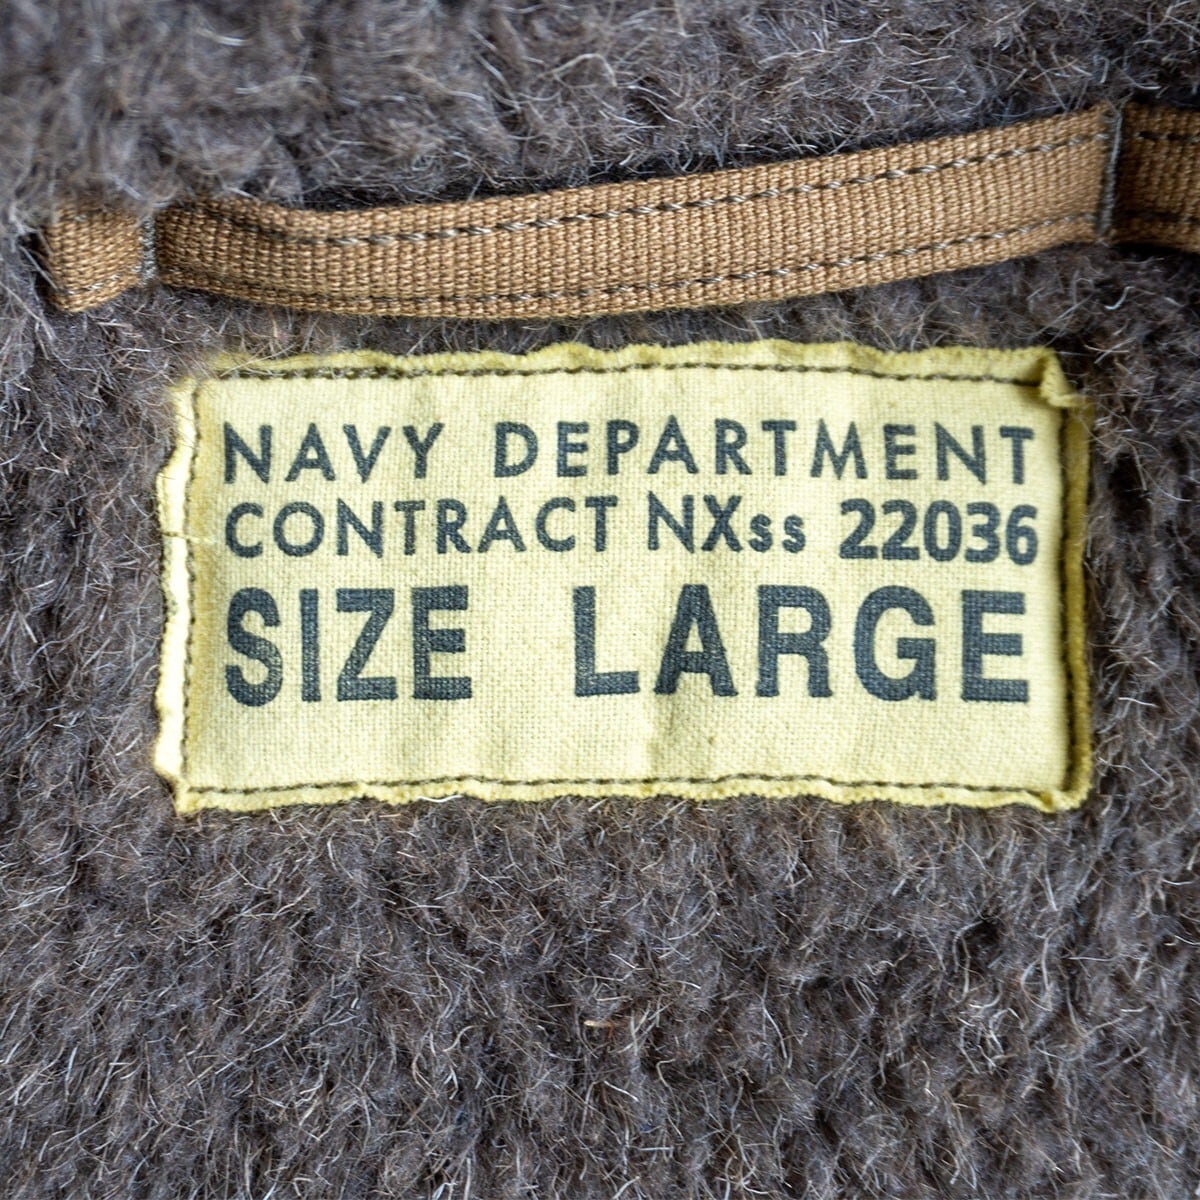 NAVY DEPARTMENT
CONTRACT NXss 22036
SIZE LARGE